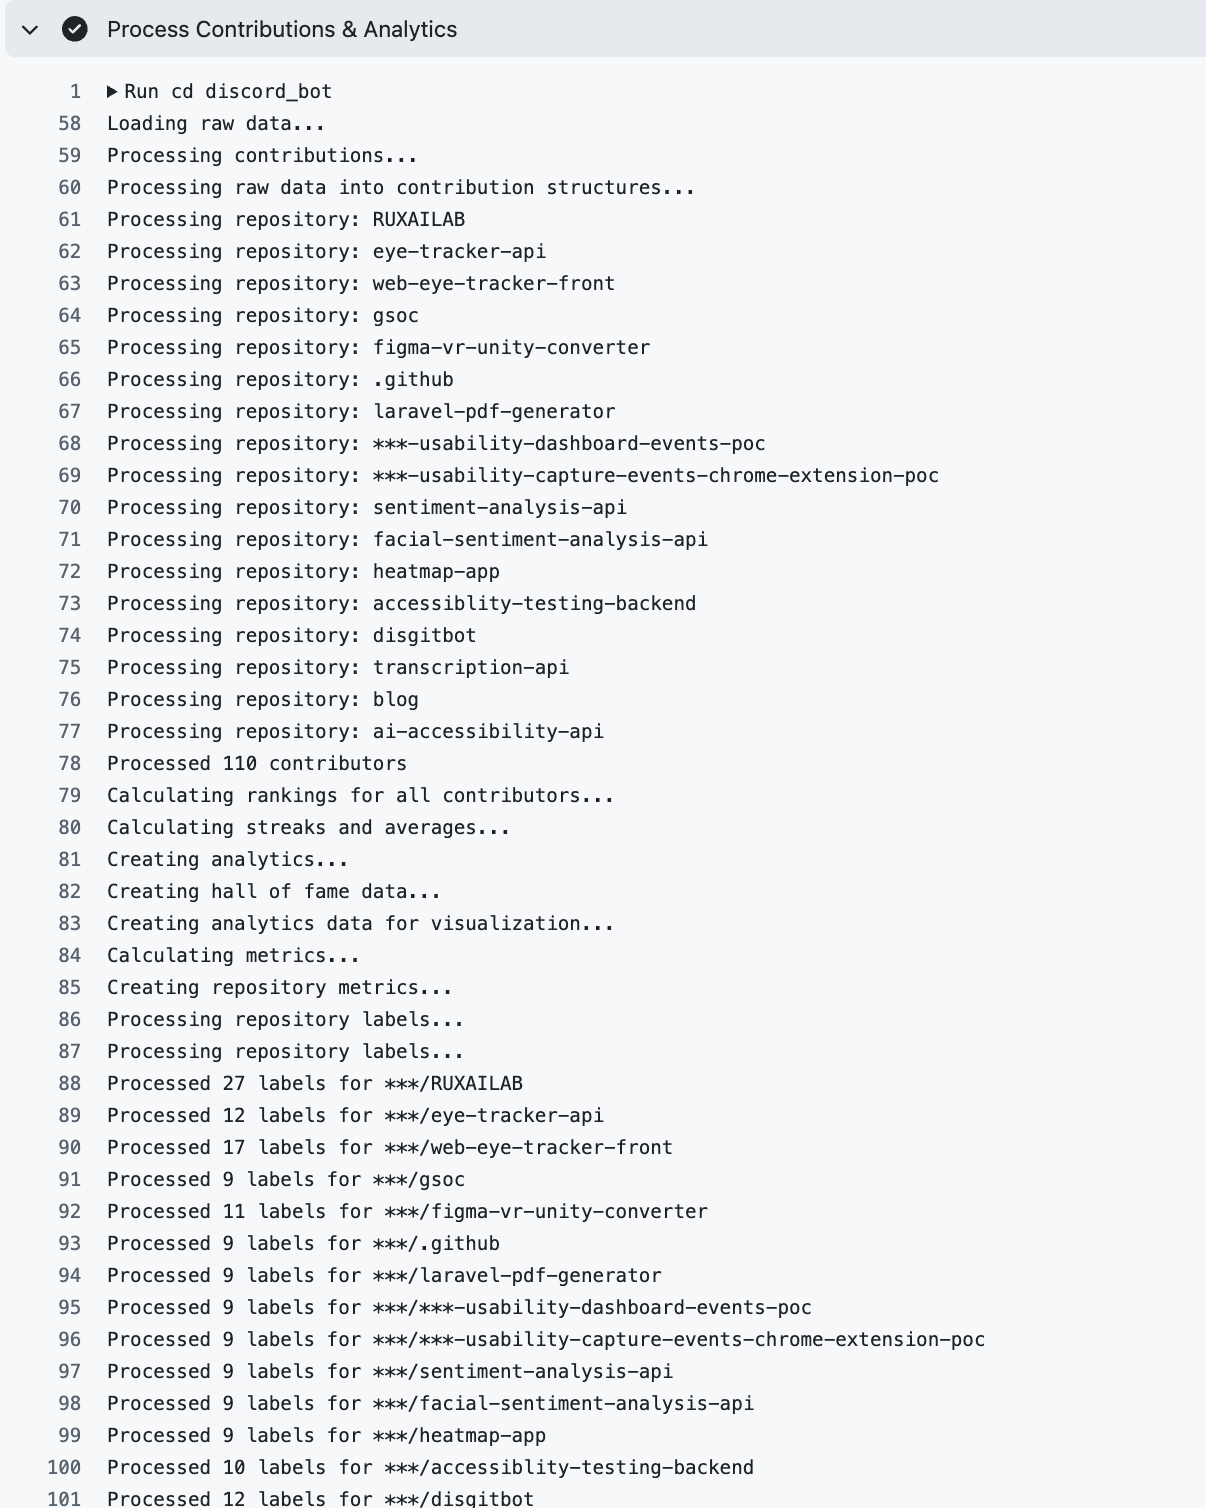 Process Contributions & Analytics
1 Run cd discord_bot
58 Loading raw data...
59 Processing contributions...
60 Processing raw data into contribution structures...
61 Processing repository: RUXAILAB
62 Processing repository: eye-tracker-api
63 Processing repository: web-eye-tracker-front
64 Processing repository: gsoc
65 Processing repository: figma-vr-unity-converter
66 Processing repository: .github
67 Processing repository: laravel-pdf-generator
68 Processing repository: ***-usability-dashboard-events-poc
69 Processing repository: ***-usability-capture-events-chrome-extension-poc
70 Processing repository: sentiment-analysis-api
71 Processing repository: facial-sentiment-analysis-api
72 Processing repository: heatmap-app
73 Processing repository: accessiblity-testing-backend
74 Processing repository: disgitbot
75 Processing repository: transcription-api
76 Processing repository: blog
77 Processing repository: ai-accessibility-api
78 Processed 110 contributors
79 Calculating rankings for all contributors...
80 Calculating streaks and averages...
81 Creating analytics...
82 Creating hall of fame data...
83 Creating analytics data for visualization...
84 Calculating metrics...
85 Creating repository metrics...
86 Processing repository labels...
87 Processing repository labels...
88 Processed 27 labels for ***/RUXAILAB
89 Processed 12 labels for ***/eye-tracker-api
90 Processed 17 labels for ***/web-eye-tracker-front
91 Processed 9 labels for ***/gsoc
92 Processed 11 labels for ***/figma-vr-unity-converter
93 Processed 9 labels for ***/.github
94 Processed 9 labels for ***/laravel-pdf-generator
95 Processed 9 labels for ***/***-usability-dashboard-events-poc
96 Processed 9 labels for ***/***-usability-capture-events-chrome-extension-poc
97 Processed 9 labels for ***/sentiment-analysis-api
98 Processed 9 labels for ***/facial-sentiment-analysis-api
99 Processed 9 labels for ***/heatmap-app
100 Processed 10 labels for ***/accessiblity-testing-backend
101 Processed 12 labels for ***/disgitbot